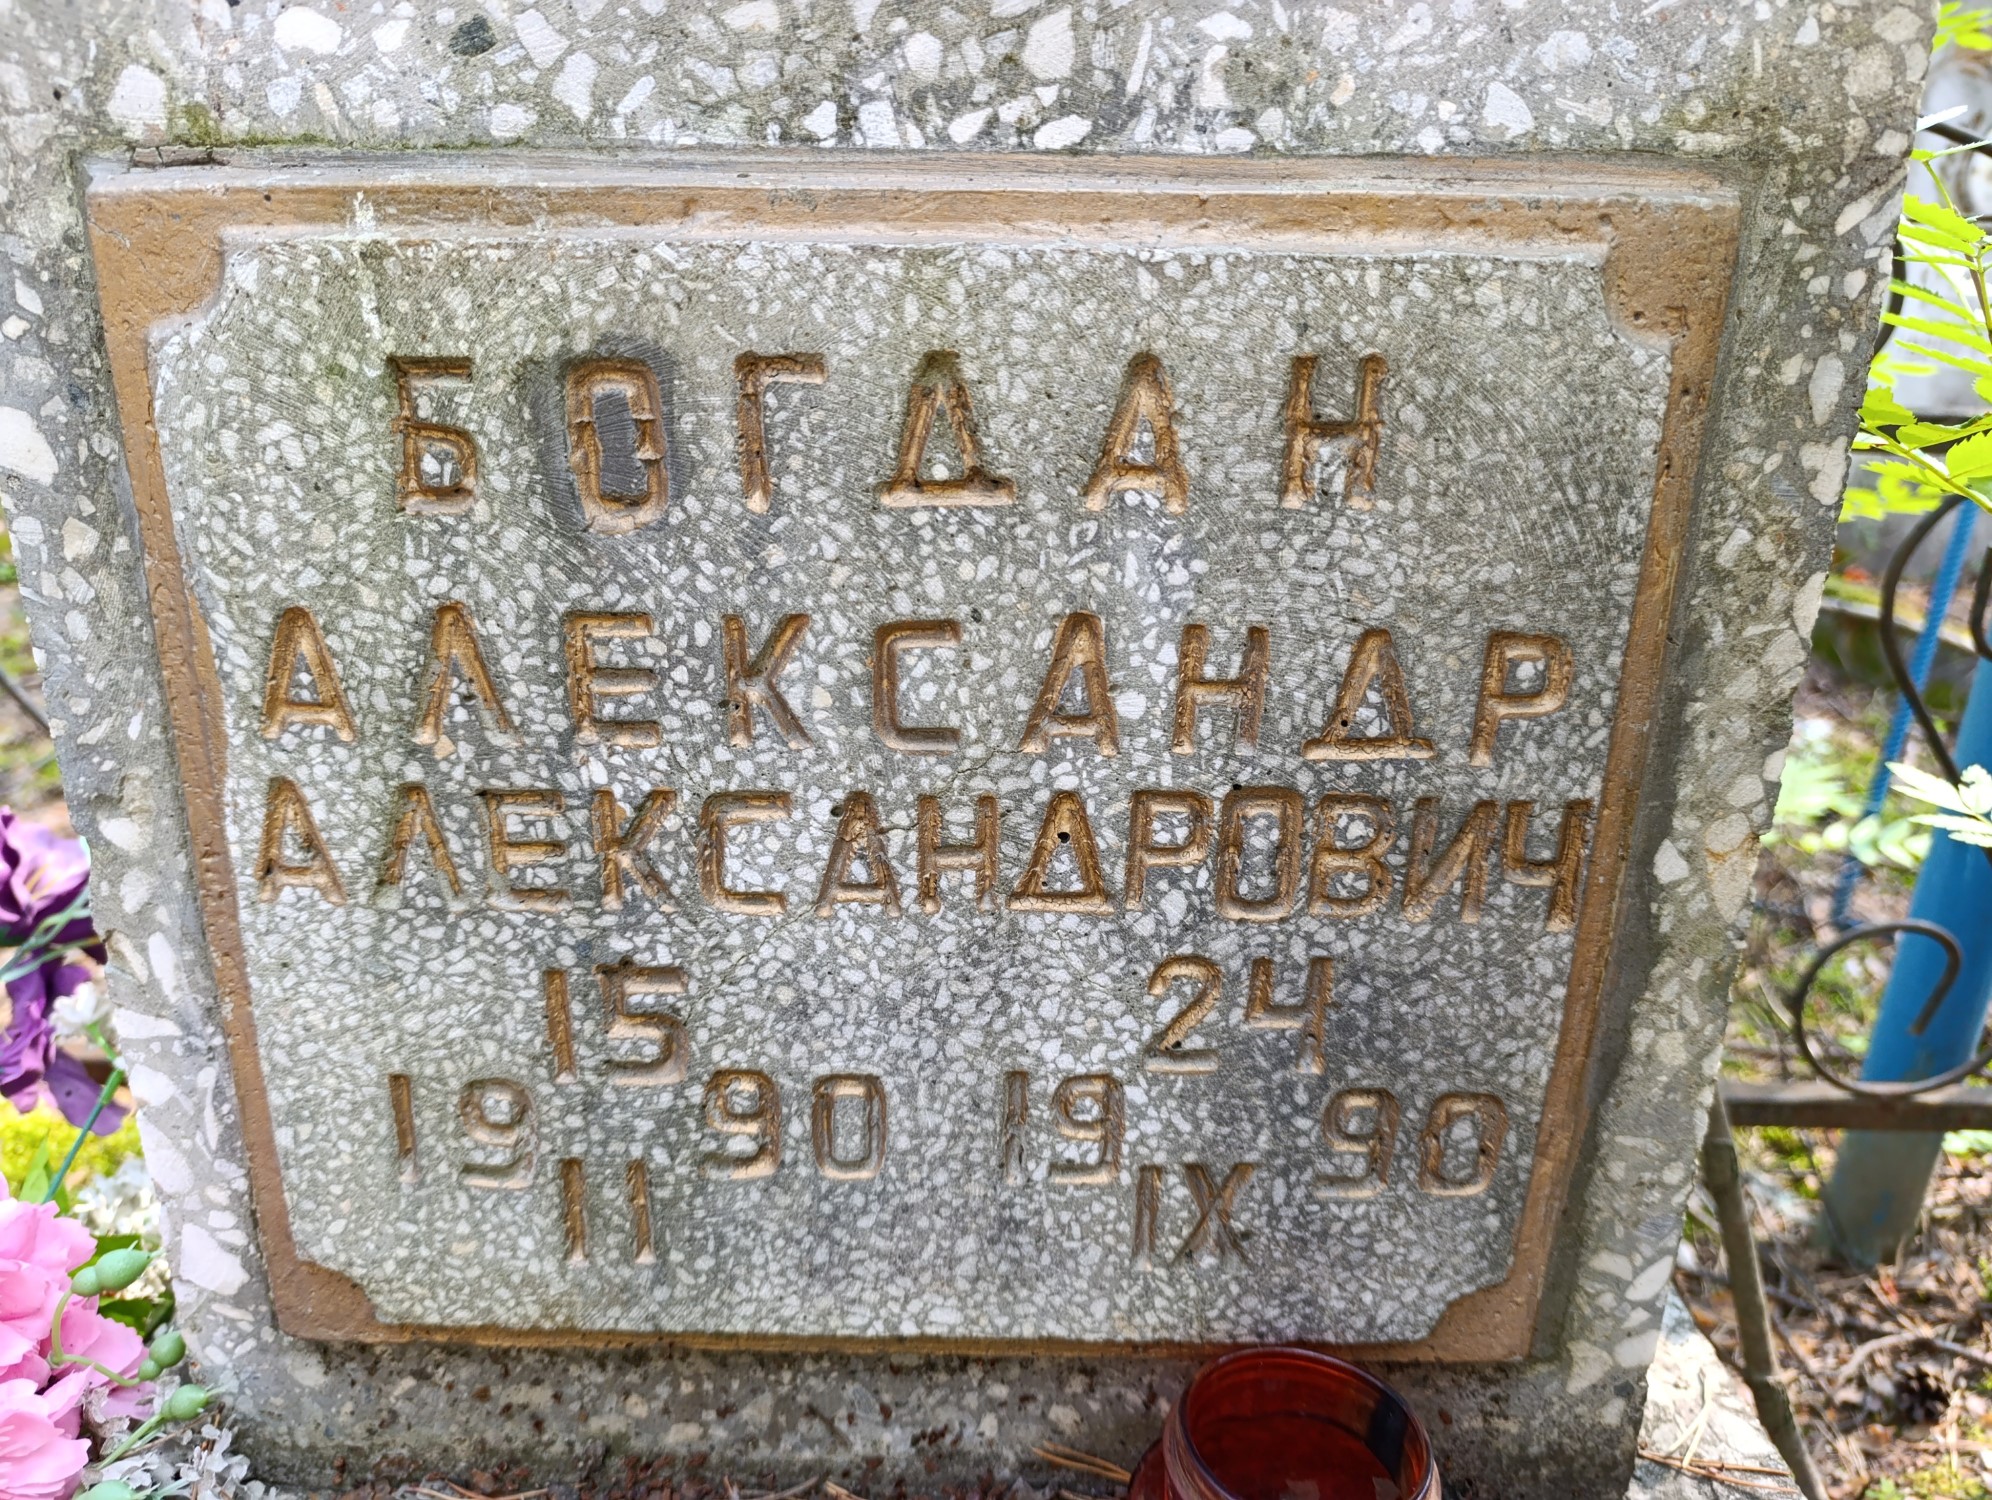 БОГДАН
АЛЕКСАНДР
АЛЕКСАНДРОВИЧ
15 24
19 90 19 90
II IX